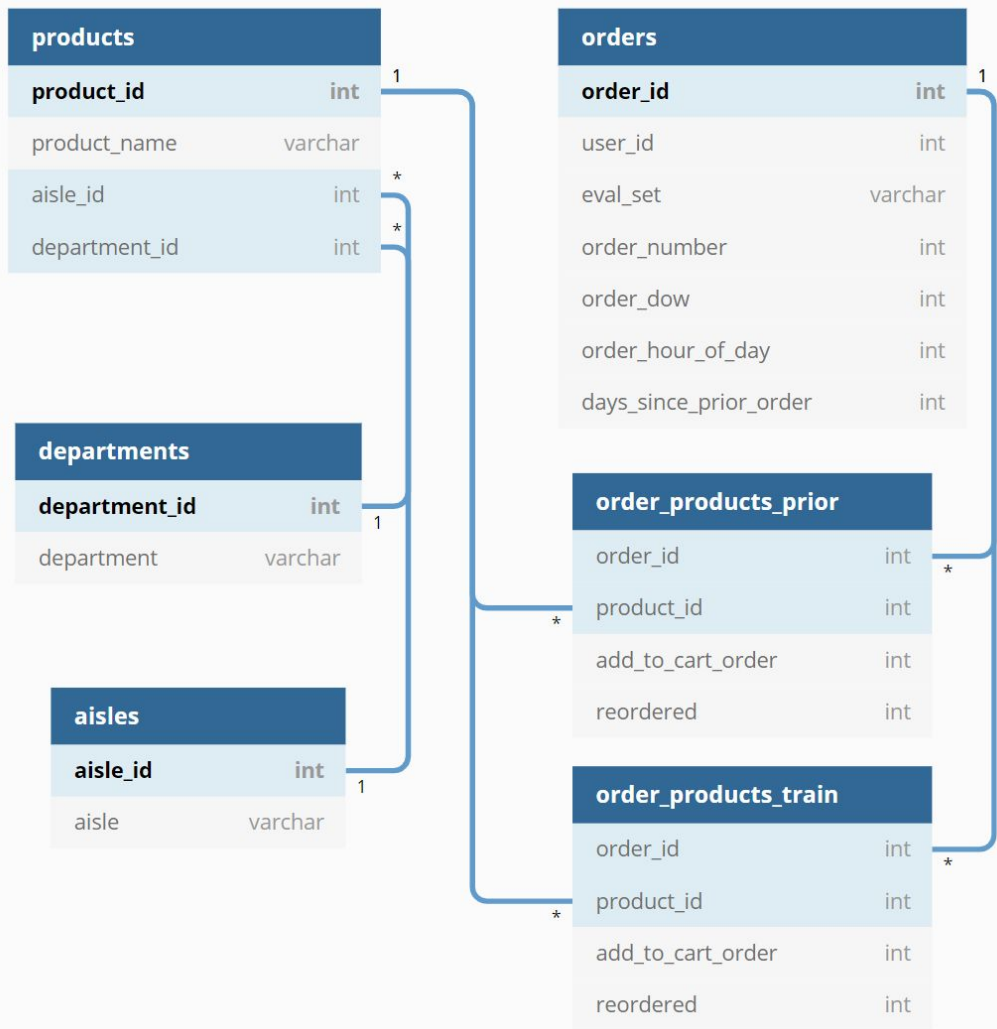 products
product_id int
product_name varchar
aisle_id int
department_id int
1
*
*
departments
department_id int
department varchar
1
aisles
aisle_id int
aisle varchar
1
orders
order_id int
user_id int
eval_set varchar
order_number int
order_dow int
order_hour_of_day int
days_since_prior_order int
1
order_products_prior
order_id int
product_id int
add_to_cart_order int
reordered int
*
*
order_products_train
order_id int
product_id int
add_to_cart_order int
reordered int
*
*